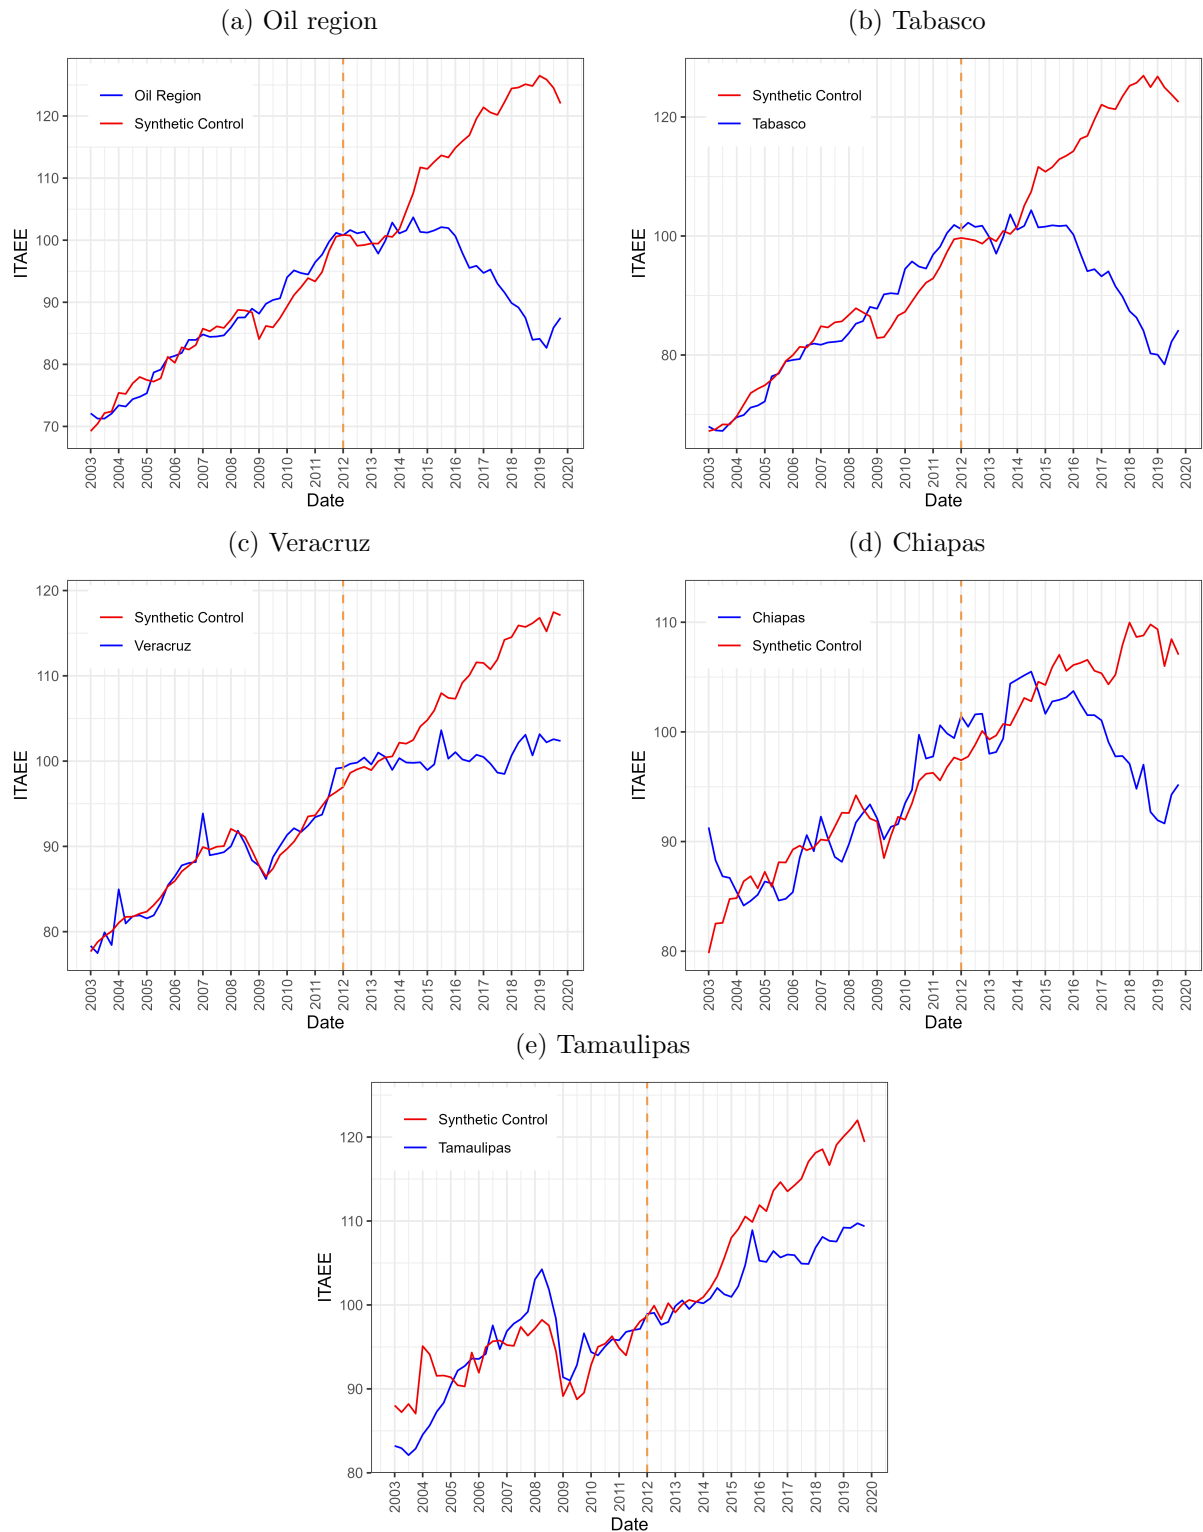 (a) Oil region
Oil Region
Synthetic Control
ITAEE
120
110
100
90
80
70
2003 2004 2005 2006 2007 2008 2009 2010 2011 2012 2013 2014 2015 2016 2017 2018 2019 2020
Date
(b) Tabasco
Synthetic Control
Tabasco
ITAEE
120
100
80
2003 2004 2005 2006 2007 2008 2009 2010 2011 2012 2013 2014 2015 2016 2017 2018 2019 2020
Date
(c) Veracruz
Synthetic Control
Veracruz
ITAEE
120
110
100
90
80
2003 2004 2005 2006 2007 2008 2009 2010 2011 2012 2013 2014 2015 2016 2017 2018 2019 2020
Date
(d) Chiapas
Chiapas
Synthetic Control
ITAEE
110
100
90
80
2003 2004 2005 2006 2007 2008 2009 2010 2011 2012 2013 2014 2015 2016 2017 2018 2019 2020
Date
(e) Tamaulipas
Synthetic Control
Tamaulipas
ITAEE
120
110
100
90
80
2003 2004 2005 2006 2007 2008 2009 2010 2011 2012 2013 2014 2015 2016 2017 2018 2019 2020
Date